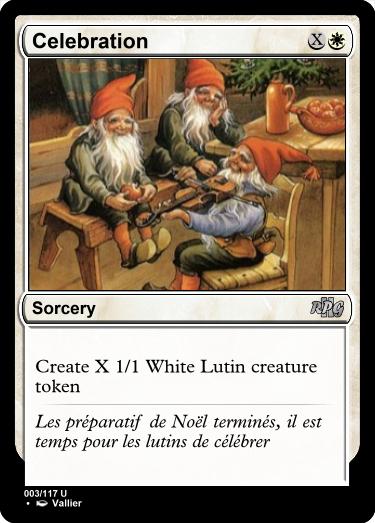 Celebration X
Sorcery RPG
Create X 1/1 White Lutin creature
token
Les préparatif de Noël terminés, il est
temps pour les lutins de célébrer
003/117 U
• Vallier